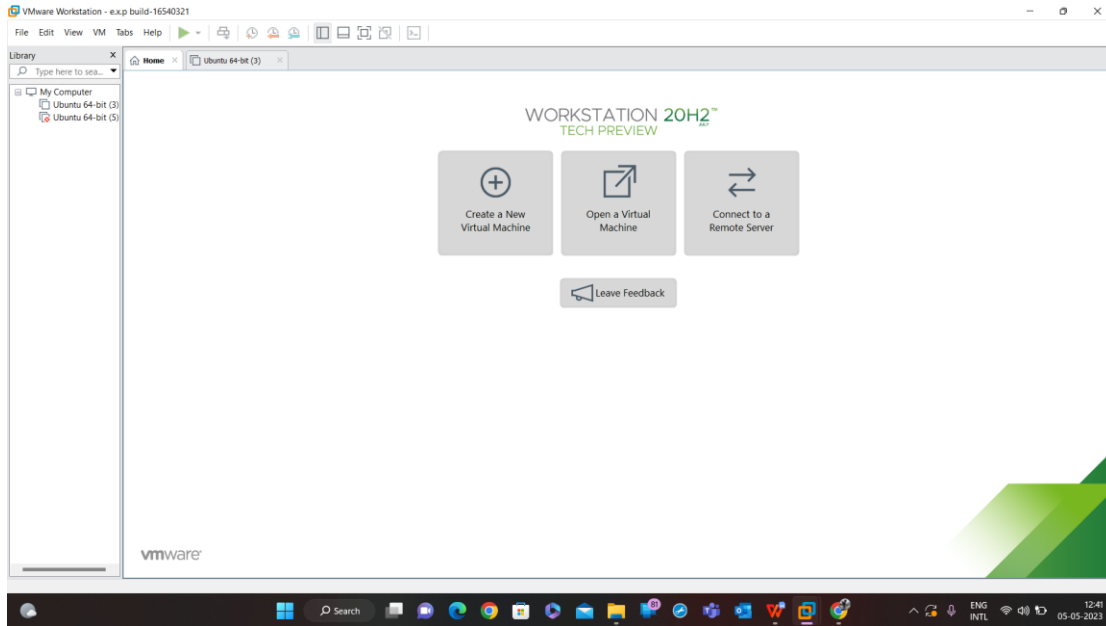 VMware Workstation - e.x.p build-16540321
File Edit View VM Tabs Help
Library
Type here to sea...
My Computer
Ubuntu 64-bit (3)
Ubuntu 64-bit (5)
Home
Ubuntu 64-bit (3)
WORKSTATION 20H2™
TECH PREVIEW
Create a New
Virtual Machine
Open a Virtual
Machine
Connect to a
Remote Server
Leave Feedback
vmware
Search
81
ENG
INTL
12:41
05-05-2023